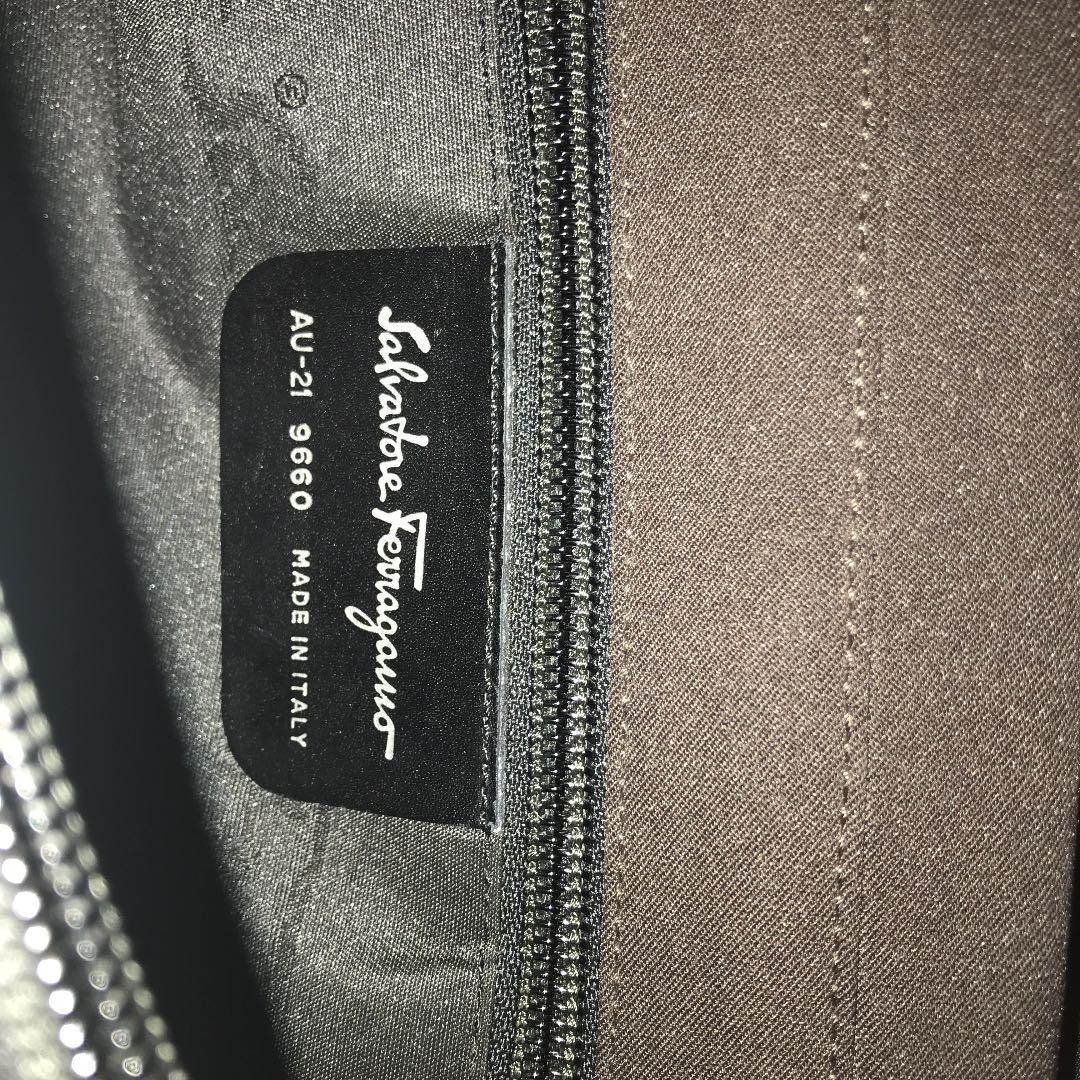 Salvatore Ferragamo
AU-21 9660 MADE IN ITALY